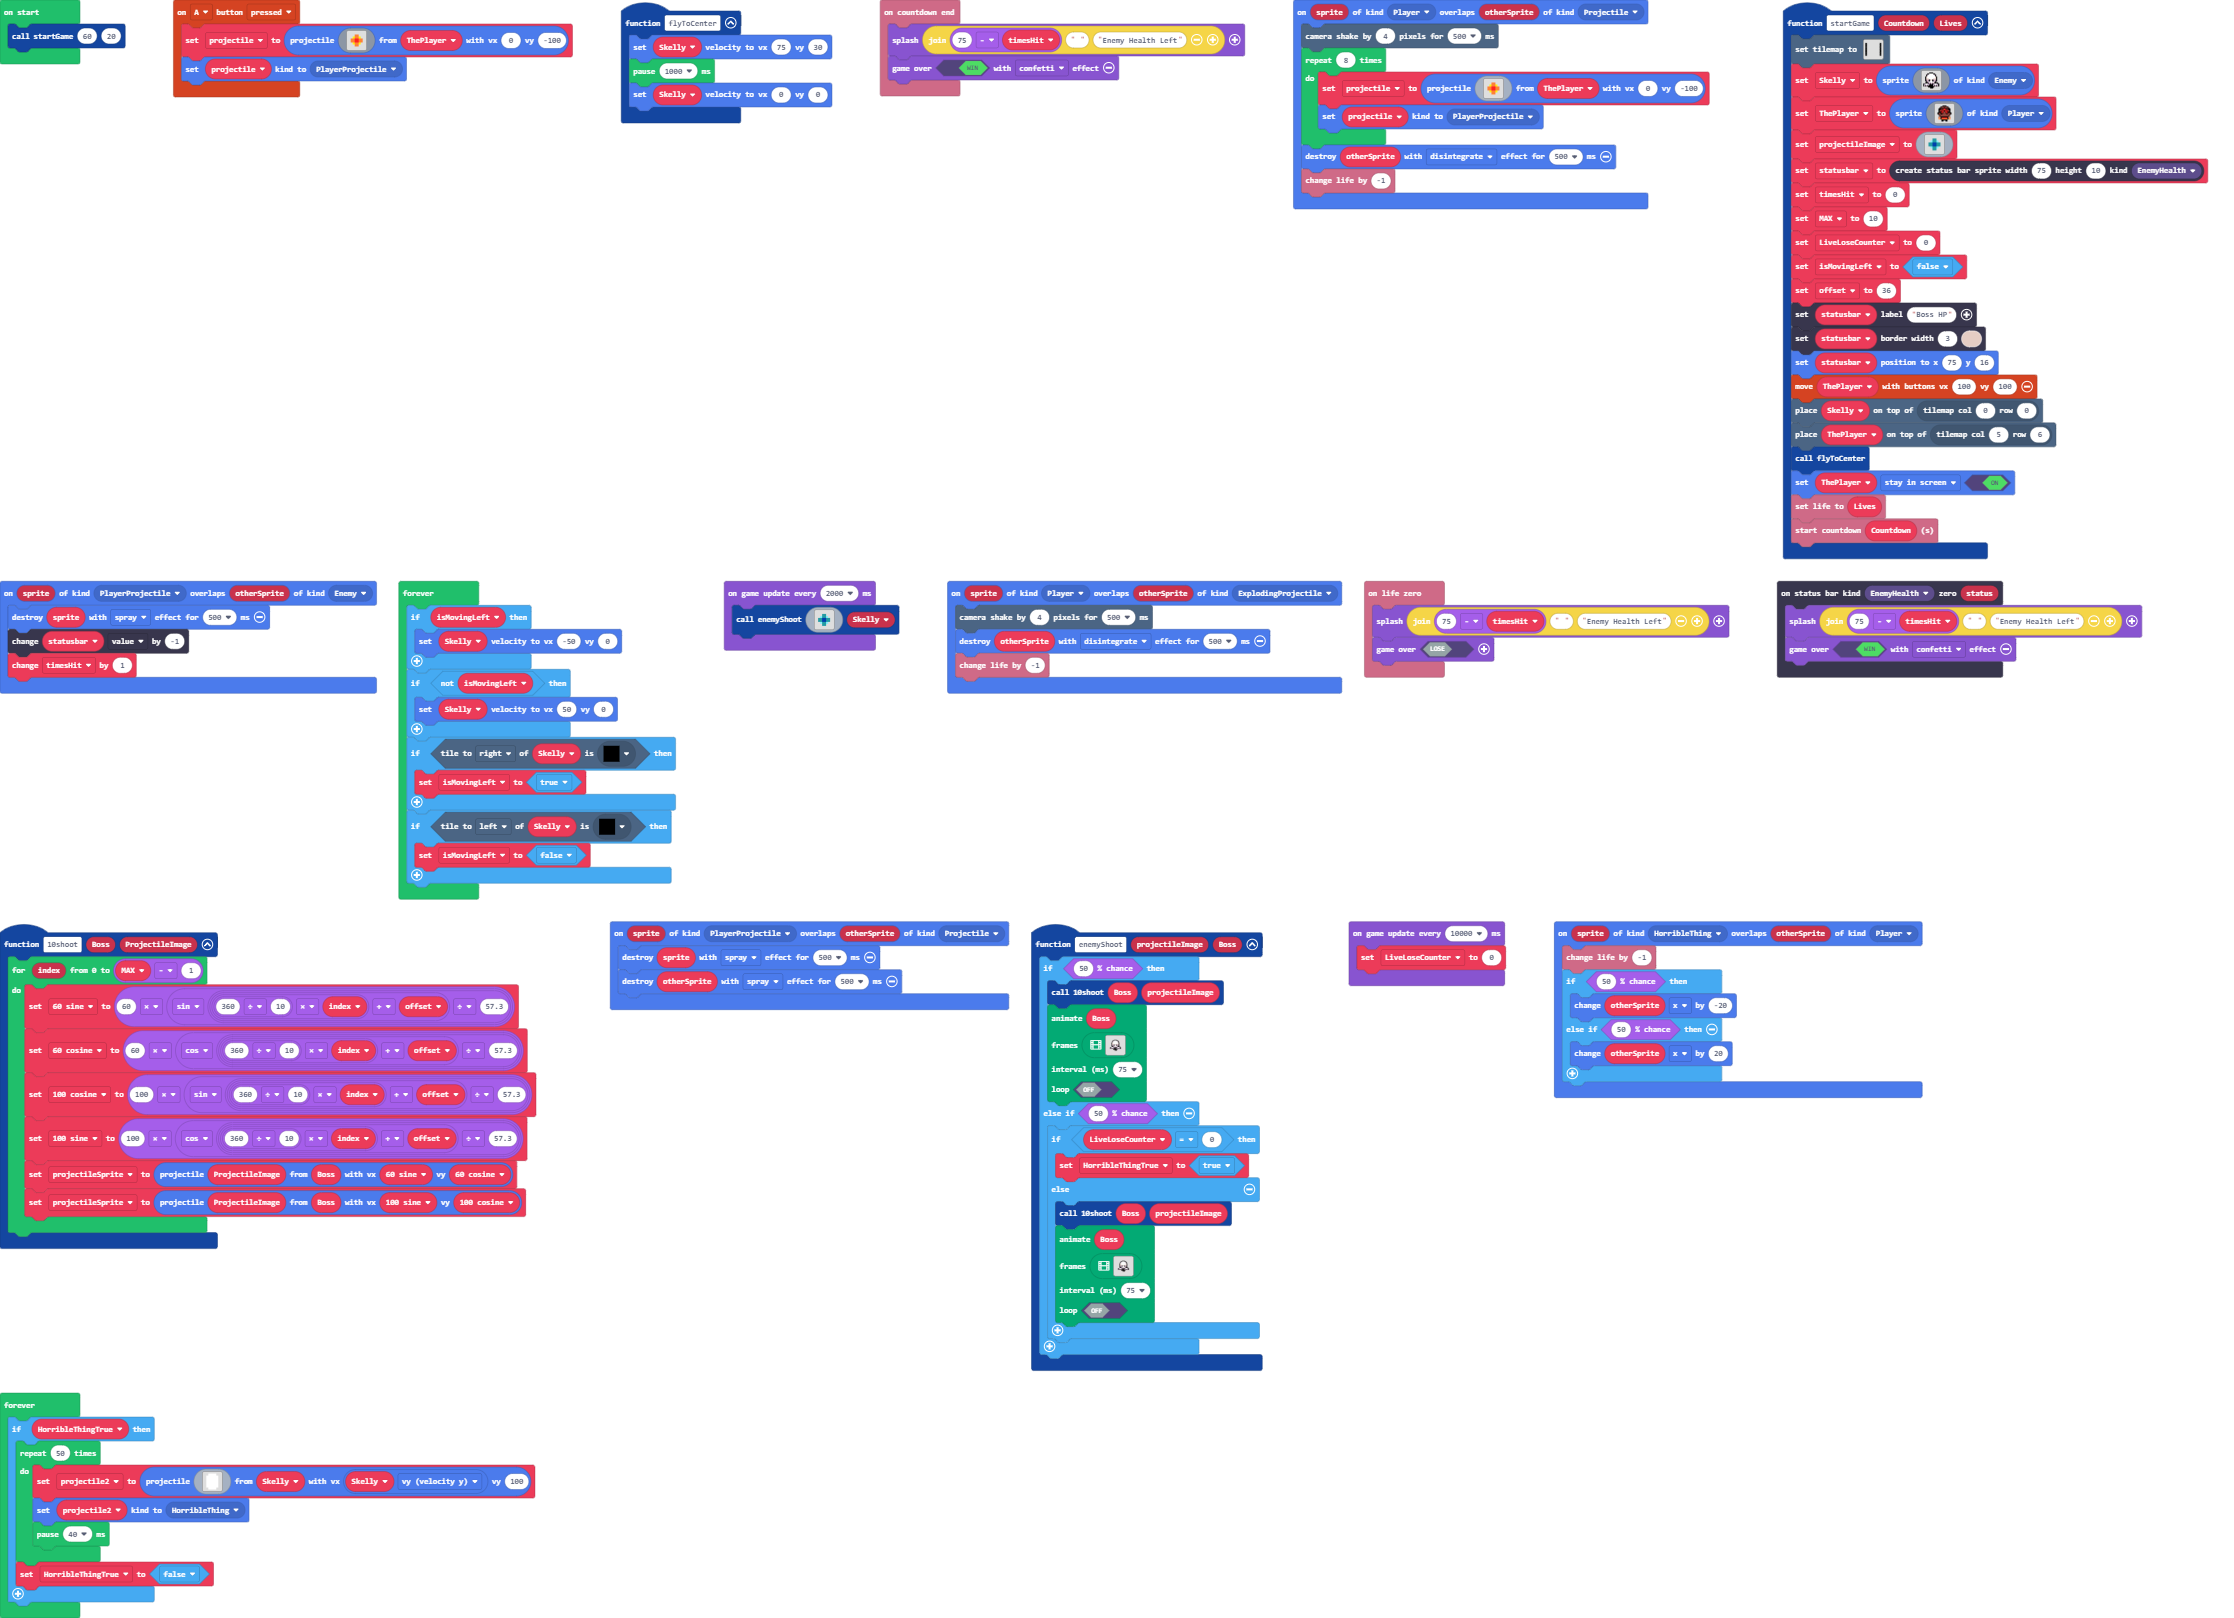 on start
call startGame 60 20
on A button pressed
set projectile to projectile from ThePlayer with vx 0 vy -100
set projectile kind to PlayerProjectile
function flyToCenter
set Skelly velocity to vx 75 vy 30
pause 1000 ms
set Skelly velocity to vx 0 vy 0
on countdown end
splash join 75 - timesHit " " "Enemy Health Left"
game over WIN with confetti effect
on sprite of kind Player overlaps otherSprite of kind Projectile
camera shake by 4 pixels for 500 ms
repeat 8 times
do
set projectile to projectile from ThePlayer with vx 0 vy -100
set projectile kind to PlayerProjectile
destroy otherSprite with disintegrate effect for 500 ms
change life by -1
function startGame Countdown Lives
set tilemap to
set Skelly to sprite of kind Enemy
set ThePlayer to sprite of kind Player
set projectileImage to
set statusbar to create status bar sprite width 75 height 10 kind EnemyHealth
set timesHit to 0
set MAX to 10
set LiveLoseCounter to 0
set isMovingLeft to false
set offset to 36
set statusbar label "Boss HP"
set statusbar border width 3
set statusbar position to x 75 y 16
move ThePlayer with buttons vx 100 vy 100
place Skelly on top of tilemap col 0 row 0
place ThePlayer on top of tilemap col 5 row 6
call flyToCenter
set ThePlayer stay in screen ON
set life to Lives
start countdown Countdown (s)
on sprite of kind PlayerProjectile overlaps otherSprite of kind Enemy
destroy sprite with spray effect for 500 ms
change statusbar value by -1
change timesHit by 1
forever
if isMovingLeft then
set Skelly velocity to vx -50 vy 0
if not isMovingLeft then
set Skelly velocity to vx 50 vy 0
if tile to right of Skelly is then
set isMovingLeft to true
if tile to left of Skelly is then
set isMovingLeft to false
on game update every 2000 ms
call enemyShoot Skelly
on sprite of kind Player overlaps otherSprite of kind ExplodingProjectile
camera shake by 4 pixels for 500 ms
destroy otherSprite with disintegrate effect for 500 ms
change life by -1
on life zero
splash join 75 - timesHit " " "Enemy Health Left"
game over LOSE
on status bar kind EnemyHealth zero status
splash join 75 - timesHit " " "Enemy Health Left"
game over WIN with confetti effect
function 10shoot Boss ProjectileImage
for index from 0 to MAX - 1
do
set 60 sine to 60 × sin 360 ÷ 10 × index ÷ offset ÷ 57.3
set 60 cosine to 60 × cos 360 ÷ 10 × index ÷ offset ÷ 57.3
set 100 cosine to 100 × sin 360 ÷ 10 × index ÷ offset ÷ 57.3
set 100 sine to 100 × cos 360 ÷ 10 × index ÷ offset ÷ 57.3
set projectileSprite to projectile ProjectileImage from Boss with vx 60 sine vy 60 cosine
set projectileSprite to projectile ProjectileImage from Boss with vx 100 sine vy 100 cosine
on sprite of kind PlayerProjectile overlaps otherSprite of kind Projectile
destroy sprite with spray effect for 500 ms
destroy otherSprite with spray effect for 500 ms
function enemyShoot projectileImage Boss
if 50 % chance then
call 10shoot Boss projectileImage
animate Boss
frames
interval (ms) 75
loop OFF
else if 50 % chance then
if LiveLoseCounter = 0 then
set HorribleThingTrue to true
else
call 10shoot Boss projectileImage
animate Boss
frames
interval (ms) 75
loop OFF
on game update every 10000 ms
set LiveLoseCounter to 0
on sprite of kind HorribleThing overlaps otherSprite of kind Player
change life by -1
if 50 % chance then
change otherSprite x by -20
else if 50 % chance then
change otherSprite x by 20
forever
if HorribleThingTrue then
repeat 50 times
do
set projectile2 to projectile from Skelly with vx Skelly vy (velocity y) vy 100
set projectile2 kind to HorribleThing
pause 40 ms
set HorribleThingTrue to false